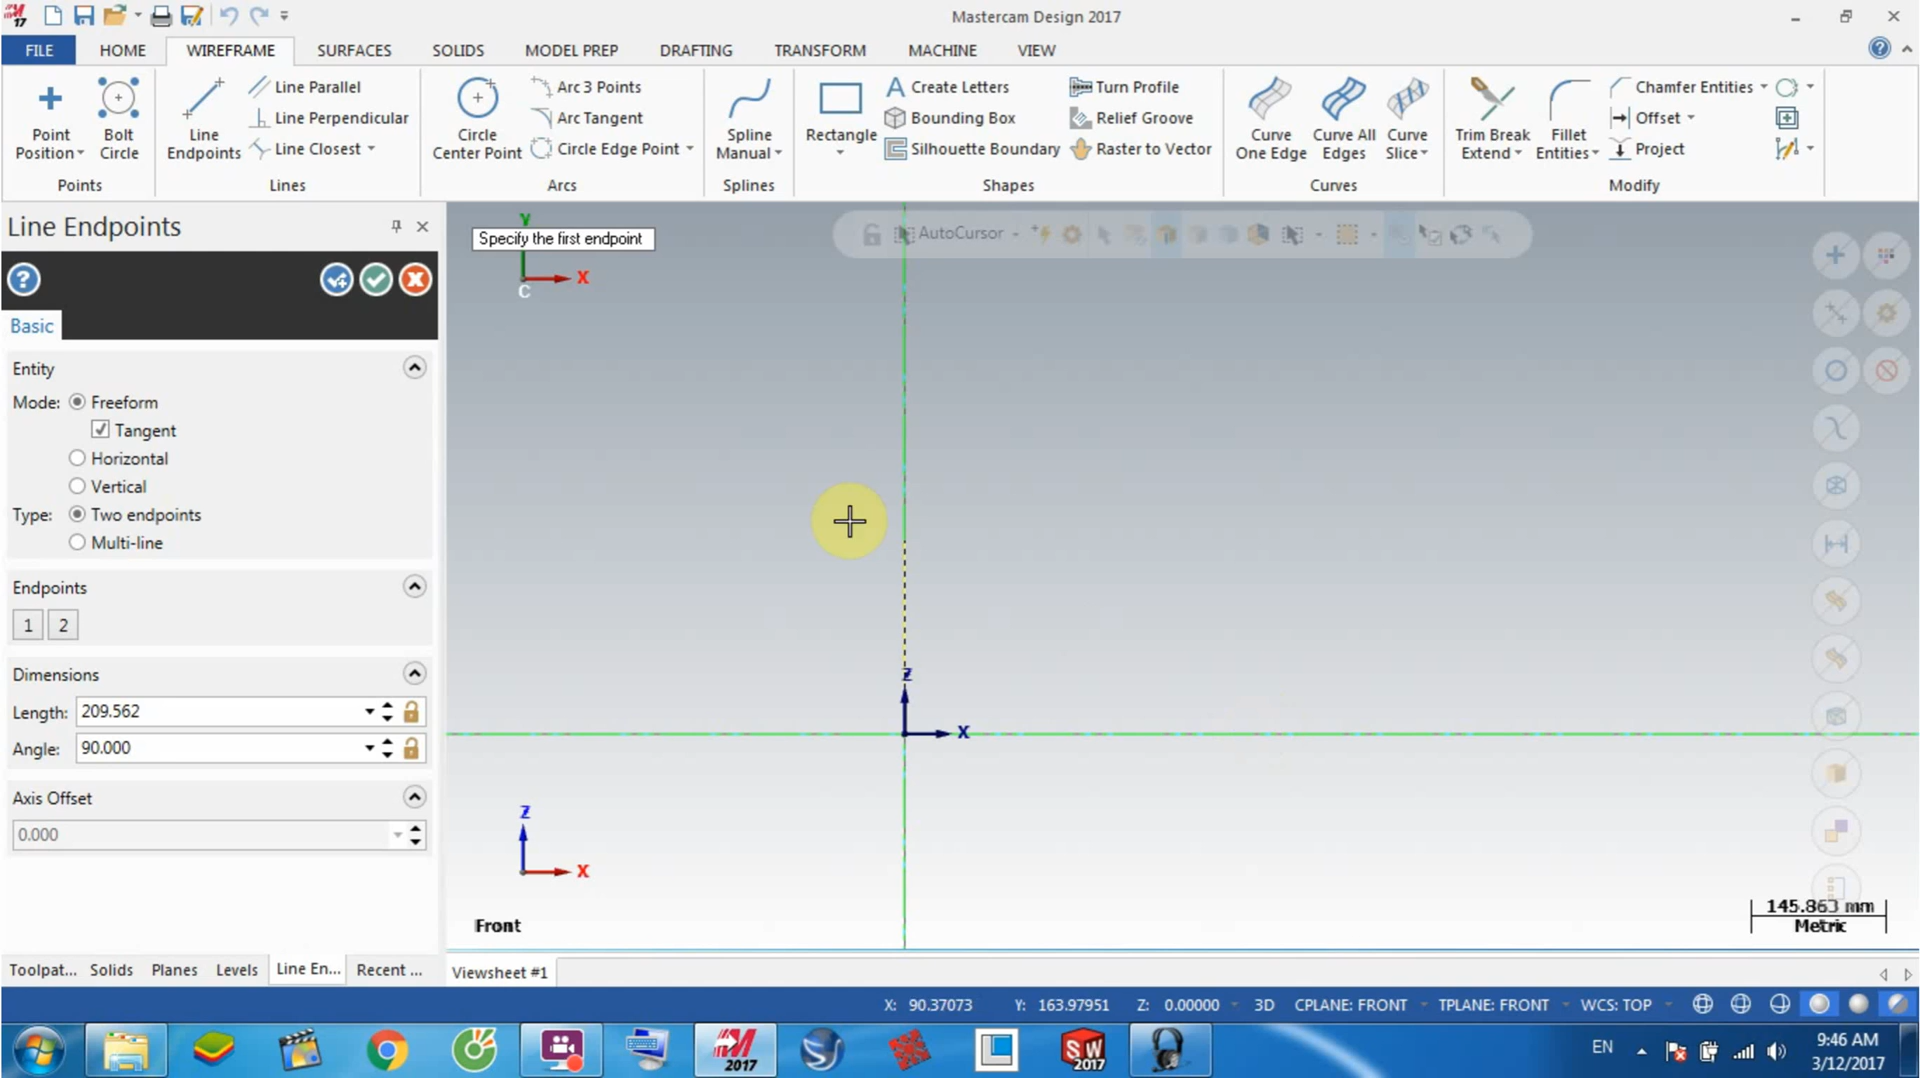 17
Mastercam Design 2017
FILE
HOME
WIREFRAME
SURFACES
SOLIDS
MODEL PREP
DRAFTING
TRANSFORM
MACHINE
VIEW
Point
Position
Bolt
Circle
Points
Line
Endpoints
Line Parallel
Line Perpendicular
Line Closest
Lines
Circle
Center Point
Arc 3 Points
Arc Tangent
Circle Edge Point
Arcs
Spline
Manual
Splines
Rectangle
Create Letters
Bounding Box
Silhouette Boundary
Turn Profile
Relief Groove
Raster to Vector
Shapes
Curve
One Edge
Curve All
Edges
Curve
Slice
Curves
Trim Break
Extend
Fillet
Entities
Chamfer Entities
Offset
Project
Modify
Line Endpoints
Basic
Entity
Mode: Freeform
Tangent
Horizontal
Vertical
Type: Two endpoints
Multi-line
Endpoints
1 2
Dimensions
Length: 209.562
Angle: 90.000
Axis Offset
0.000
Y
Specify the first endpoint
X
C
AutoCursor
Z
X
Z
X
Front
145.863 mm
Metric
Toolpat...
Solids
Planes
Levels
Line En...
Recent ...
Viewsheet #1
X: 90.37073 Y: 163.97951 Z: 0.00000 3D CPLANE: FRONT TPLANE: FRONT WCS: TOP
2017
SW
2017
EN
9:46 AM
3/12/2017